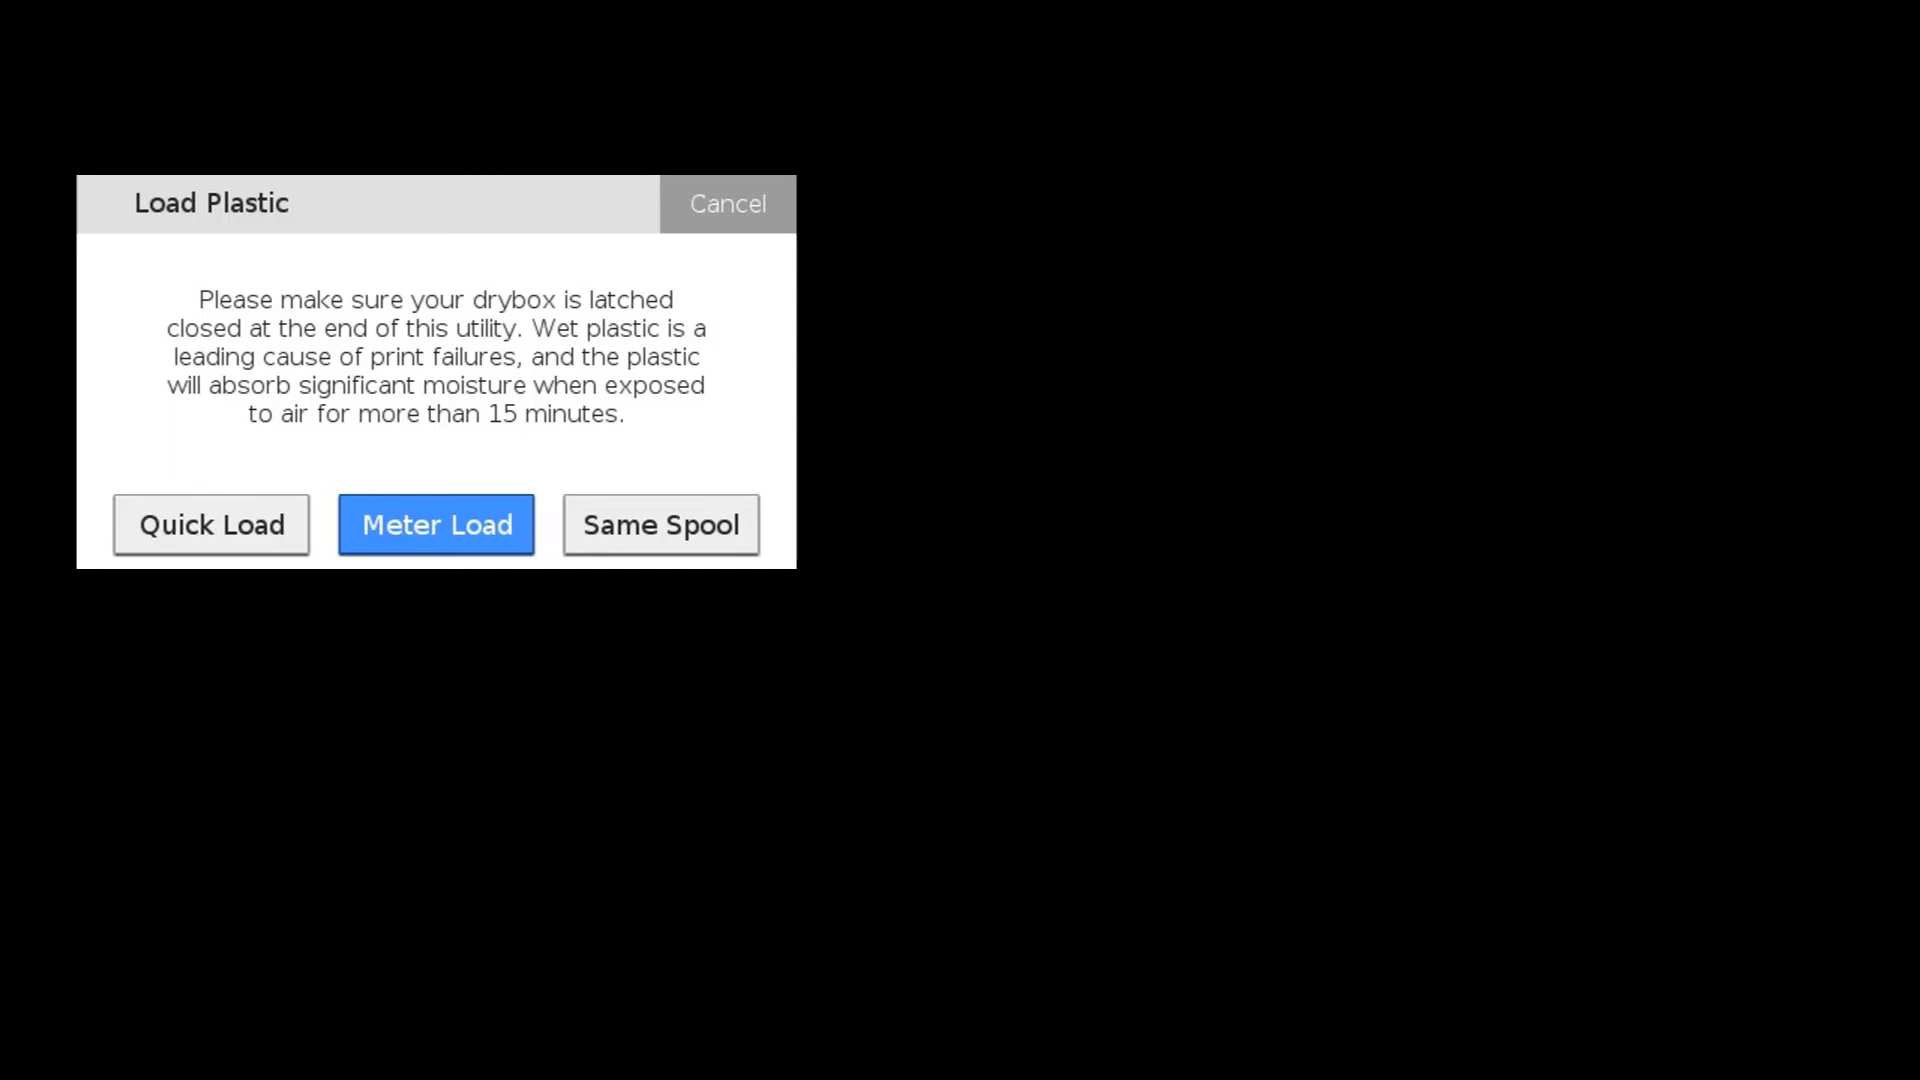 Load Plastic
Cancel
Please make sure your drybox is latched
closed at the end of this utility. Wet plastic is a
leading cause of print failures, and the plastic
will absorb significant moisture when exposed
to air for more than 15 minutes.
Quick Load
Meter Load
Same Spool